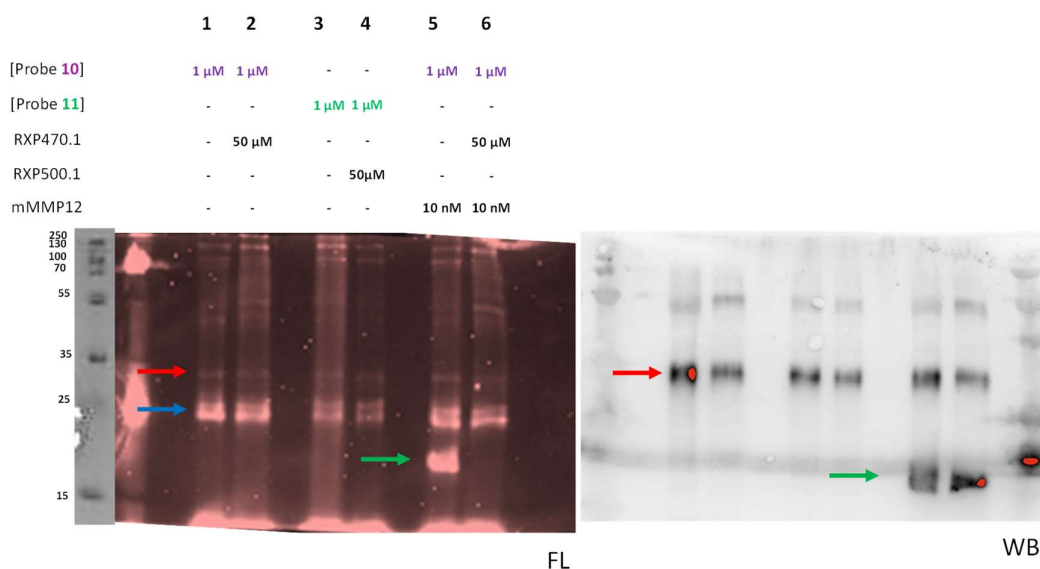 1 2 3 4 5 6
[Probe 10] 1 µM 1 µM - - 1 µM 1 µM
[Probe 11] - - 1 µM 1 µM - -
RXP470.1 - 50 µM - - - 50 µM
RXP500.1 - - - 50µM - -
mMMP12 - - - - 10 nM 10 nM
250
130
100
70
55
35
25
15
FL
WB